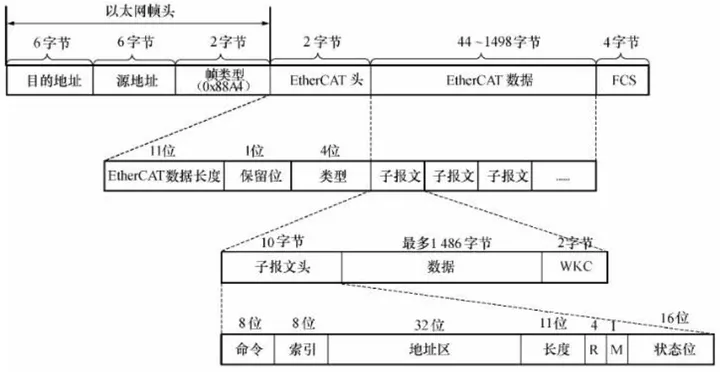 以太网帧头
6字节 6字节 2字节 2字节 44~1498字节 4字节
目的地址 源地址 帧类型 (0x88A4) EtherCAT 头 EtherCAT 数据 FCS
11位 1位 4位
EtherCAT数据长度 保留位 类型 子报文 子报文 子报文 ......
10字节 最多1 486字节 2字节
子报文头 数据 WKC
8位 8位 32位 11位 4 1 16位
命令 索引 地址区 长度 R M 状态位